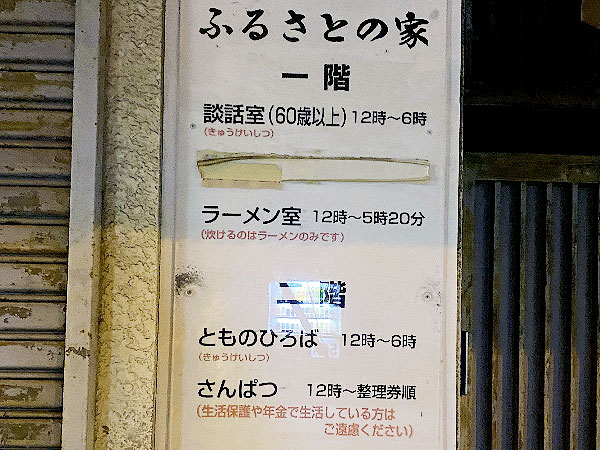 ふるさとの家
一階
談話室(60歳以上) 12時〜6時
(きゅうけいしつ)
ラーメン室 12時〜5時20分
(炊けるのはラーメンのみです)
二階
とものひろば 12時〜6時
(きゅうけいしつ)
さんぱつ 12時〜整理券順
(生活保護や年金で生活している方は
ご遠慮ください)